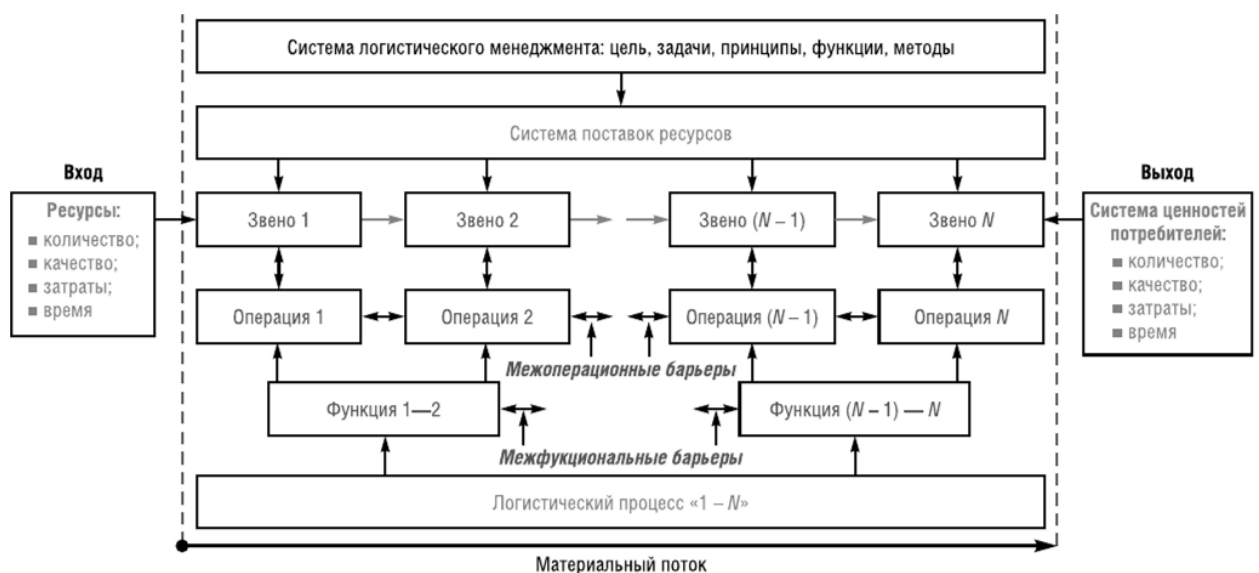 Система логистического менеджмента: цель, задачи, принципы, функции, методы
Система поставок ресурсов
Вход
Ресурсы:
■ количество;
■ качество;
■ затраты;
■ время
Звено 1
Звено 2
Звено (N – 1)
Звено N
Выход
Система ценностей
потребителей:
■ количество;
■ качество;
■ затраты;
■ время
Операция 1
Операция 2
Операция (N – 1)
Операция N
Межоперационные барьеры
Функция 1—2
Функция (N – 1) — N
Межфукциональные барьеры
Логистический процесс «1 – N»
Материальный поток